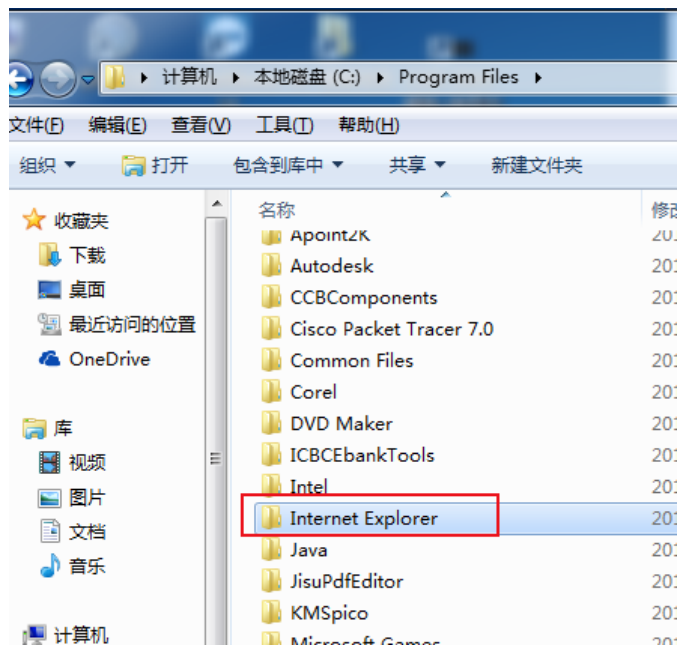 计算机 本地磁盘 (C:) Program Files
文件(F) 编辑(E) 查看(V) 工具(T) 帮助(H)
组织 打开 包含到库中 共享 新建文件夹
收藏夹
下载
桌面
最近访问的位置
OneDrive
库
视频
图片
文档
音乐
计算机
名称
Apoint2K
Autodesk
CCBComponents
Cisco Packet Tracer 7.0
Common Files
Corel
DVD Maker
ICBCEbankTools
Intel
Internet Explorer
Java
JisuPdfEditor
KMSpico
Microsoft Games